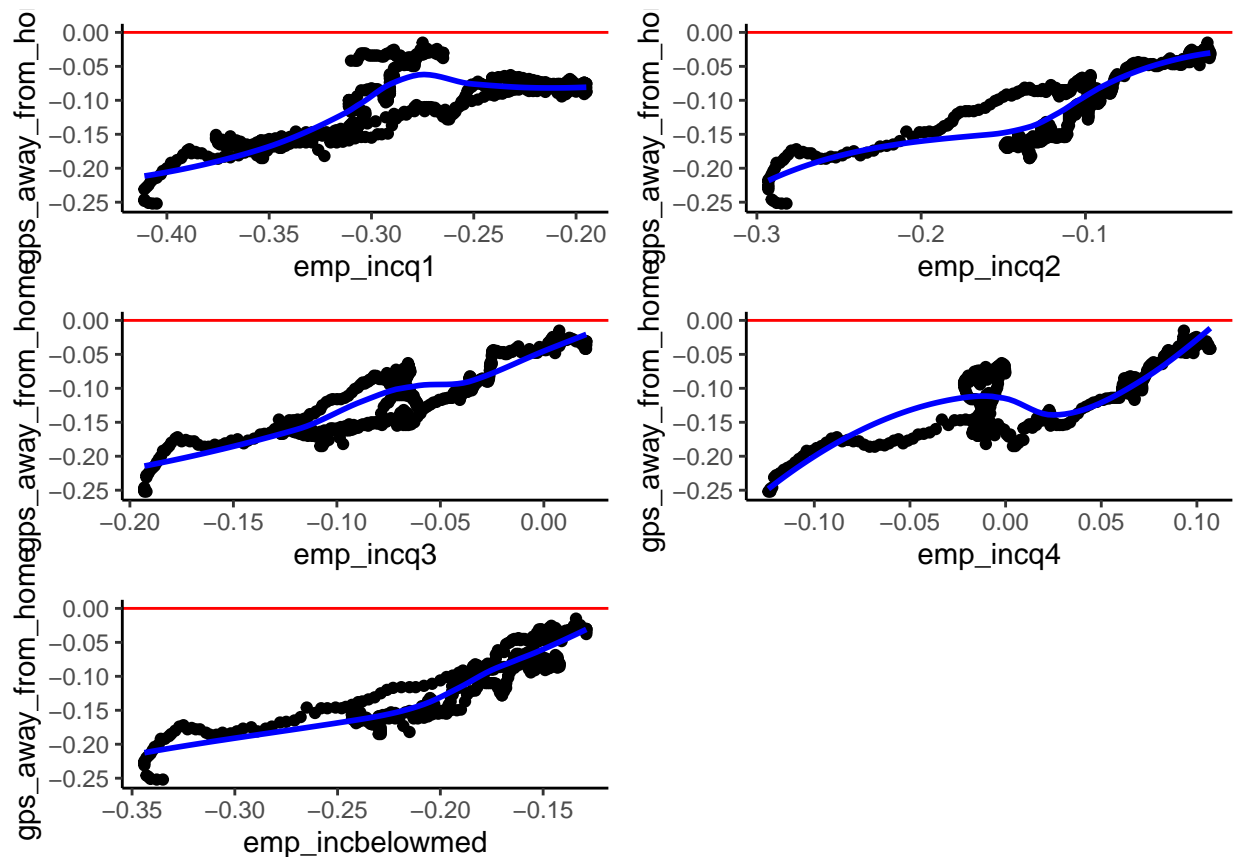 gps_away_from_ho
0.00
−0.05
−0.10
−0.15
−0.20
−0.25
−0.40 −0.35 −0.30 −0.25 −0.20
emp_incq1
gps_away_from_ho
0.00
−0.05
−0.10
−0.15
−0.20
−0.25
−0.3 −0.2 −0.1
emp_incq2
gps_away_from_home
0.00
−0.05
−0.10
−0.15
−0.20
−0.25
−0.20 −0.15 −0.10 −0.05 0.00
emp_incq3
gps_away_from_home
0.00
−0.05
−0.10
−0.15
−0.20
−0.25
−0.10 −0.05 0.00 0.05 0.10
emp_incq4
gps_away_from_home
0.00
−0.05
−0.10
−0.15
−0.20
−0.25
−0.35 −0.30 −0.25 −0.20 −0.15
emp_incbelowmed